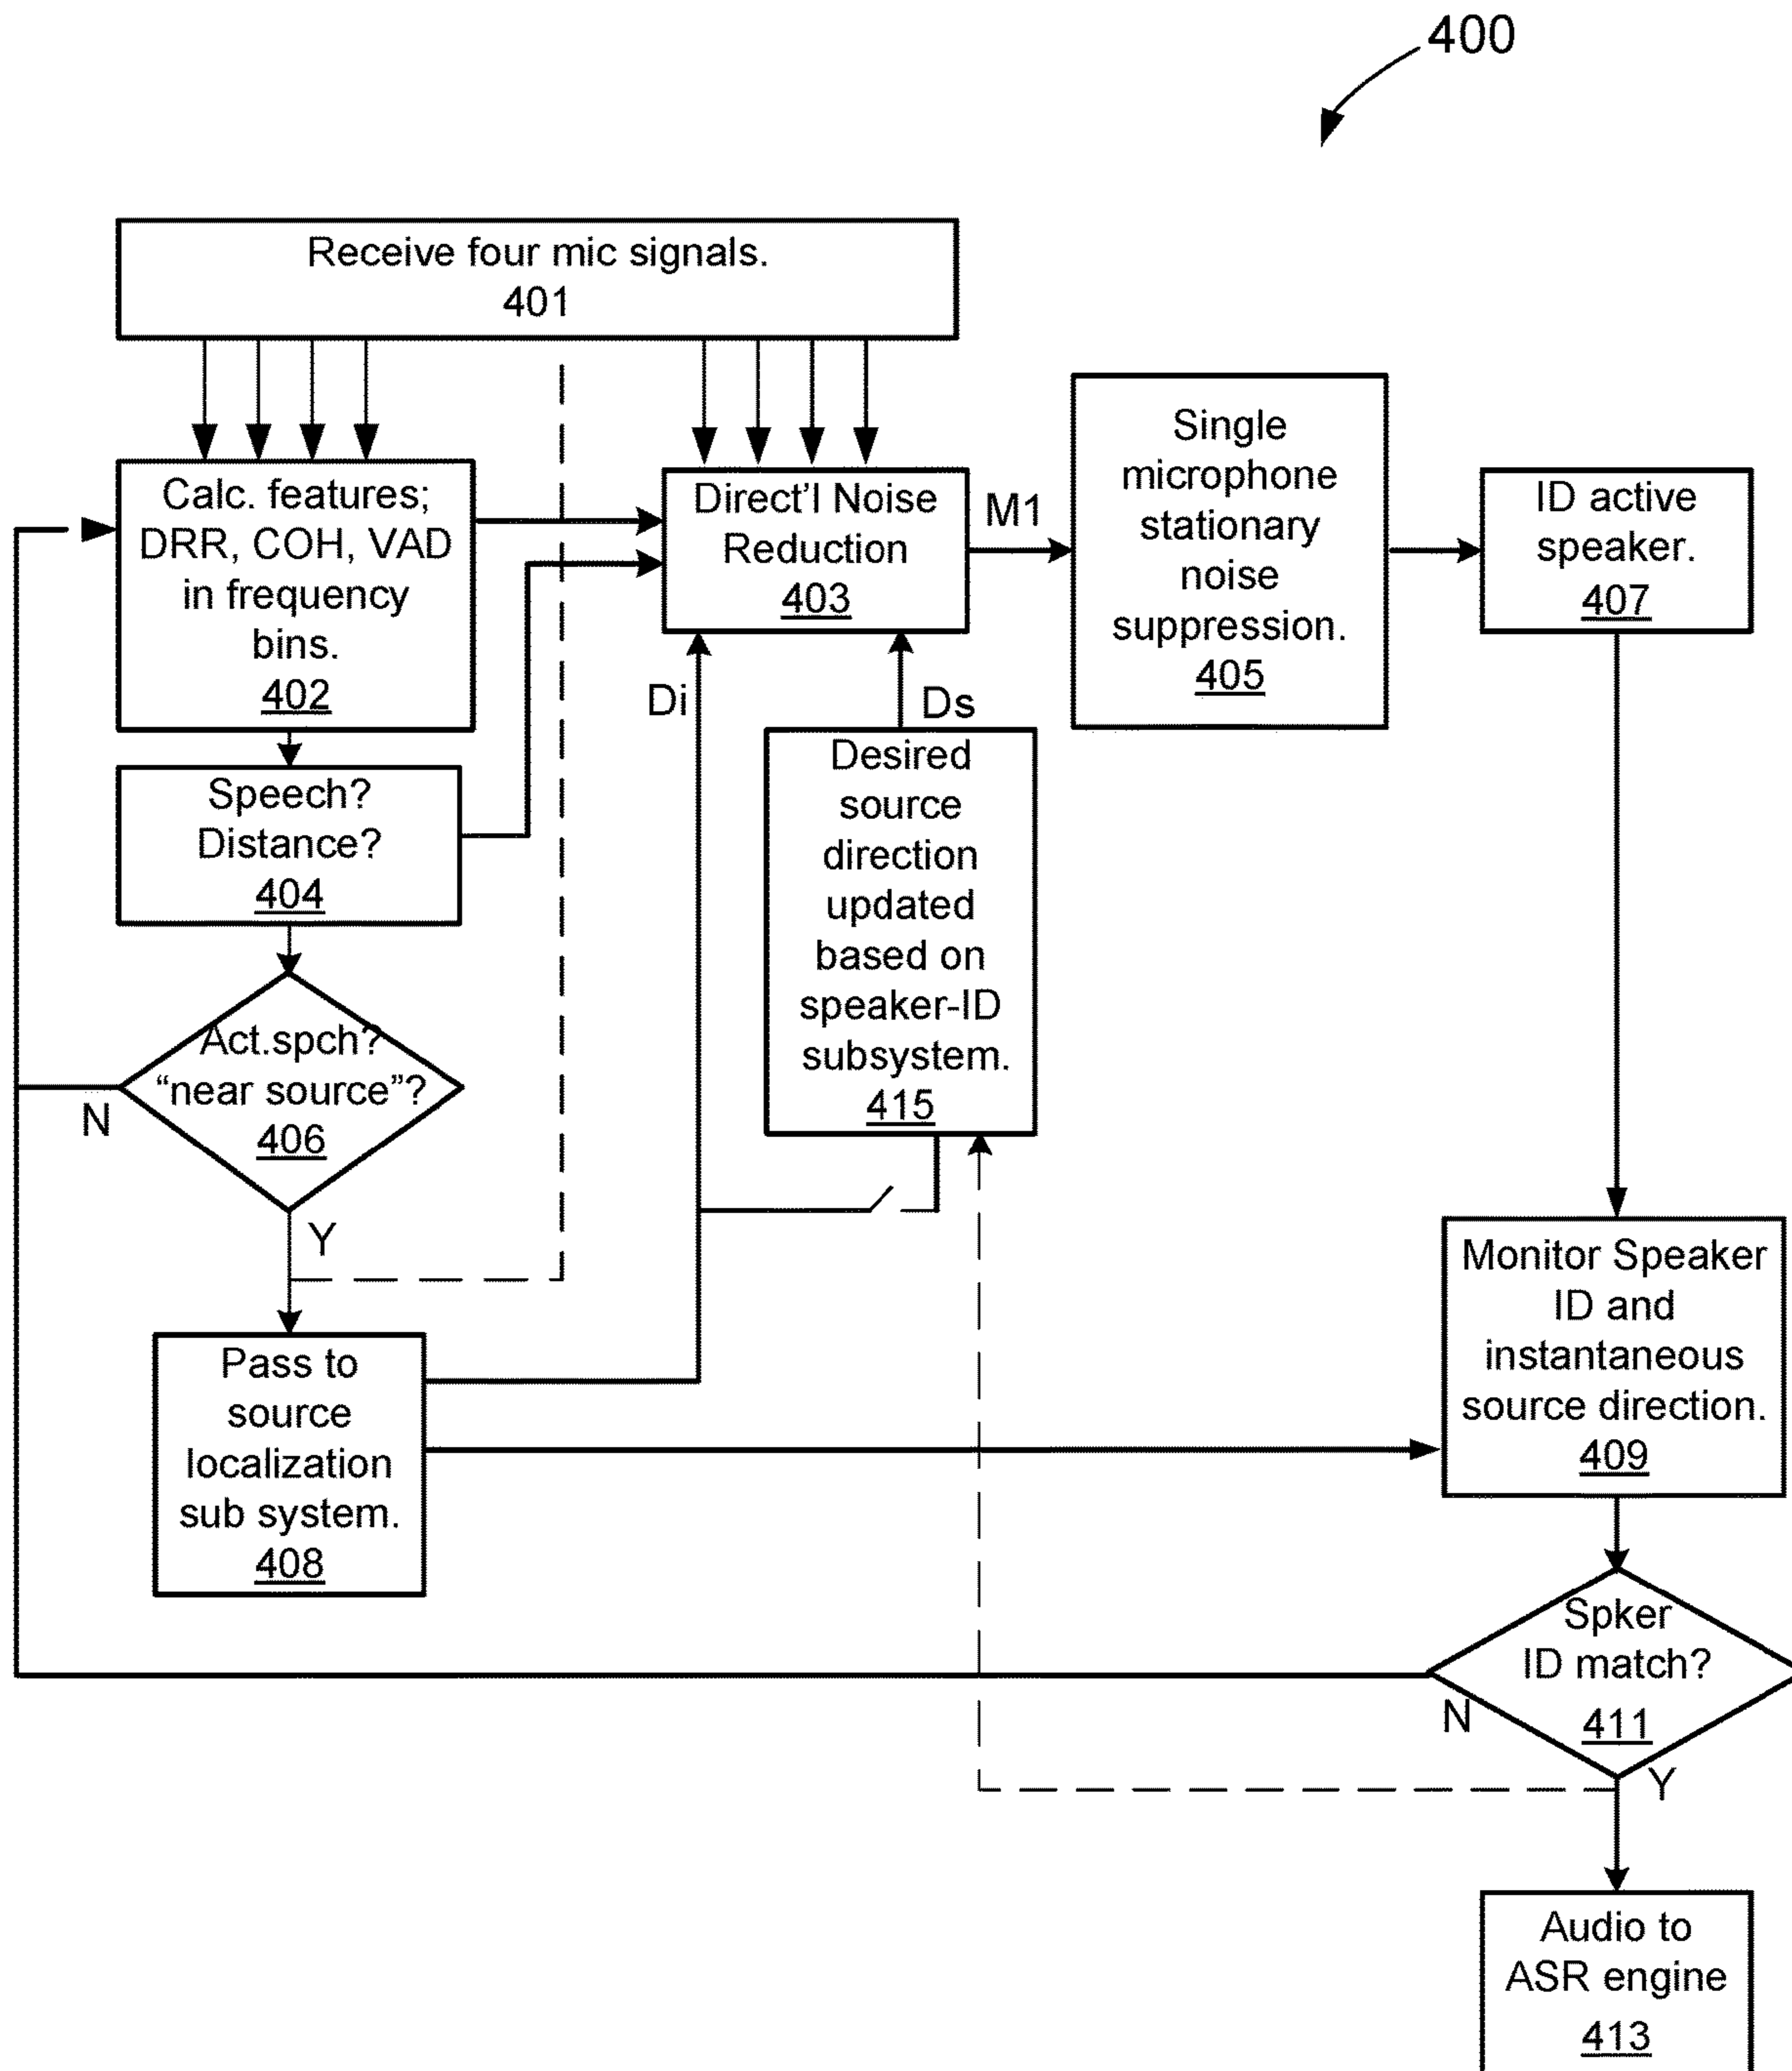 400
Receive four mic signals.
401
Calc. features;
DRR, COH, VAD
in frequency
bins.
402
Direct'l Noise
Reduction
403
M1
Single
microphone
stationary
noise
suppression.
405
ID active
speaker.
407
Di
Ds
Speech?
Distance?
404
Desired
source
direction
updated
based on
speaker-ID
subsystem.
415
Act.spch?
“near source”?
406
N
Y
Pass to
source
localization
sub system.
408
Monitor Speaker
ID and
instantaneous
source direction.
409
Spker
ID match?
411
N
Y
Audio to
ASR engine
413